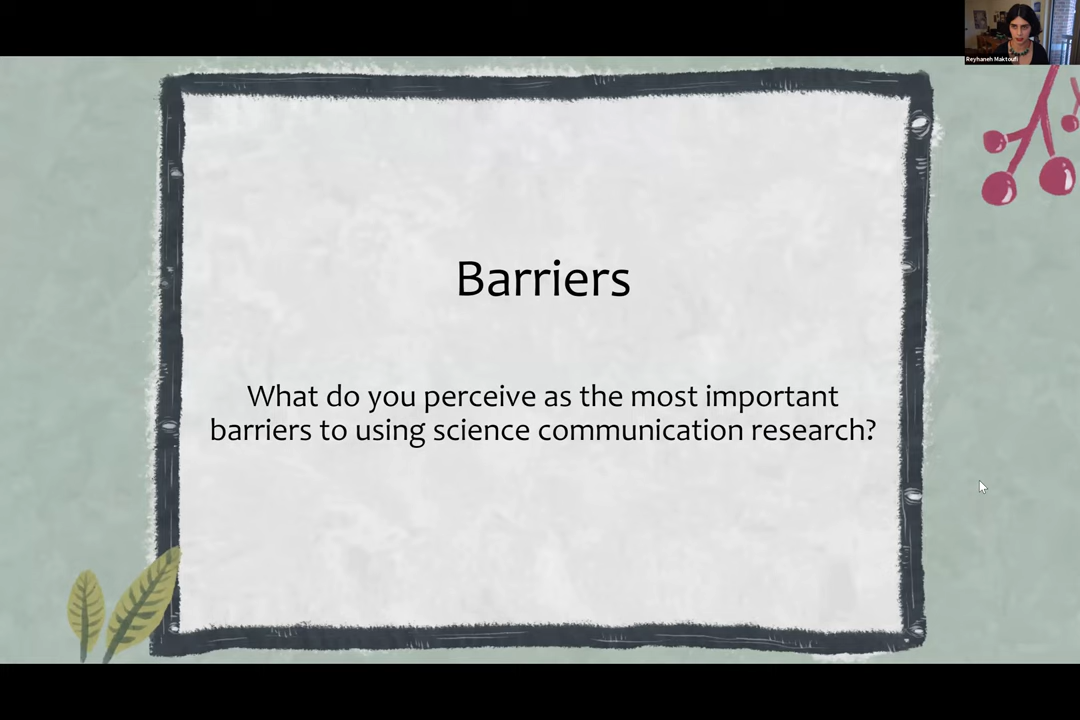 Reyhaneh Maktoufi
Barriers
What do you perceive as the most important
barriers to using science communication research?